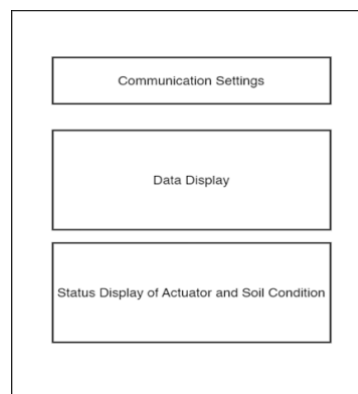 Communication Settings
Data Display
Status Display of Actuator and Soil Condition